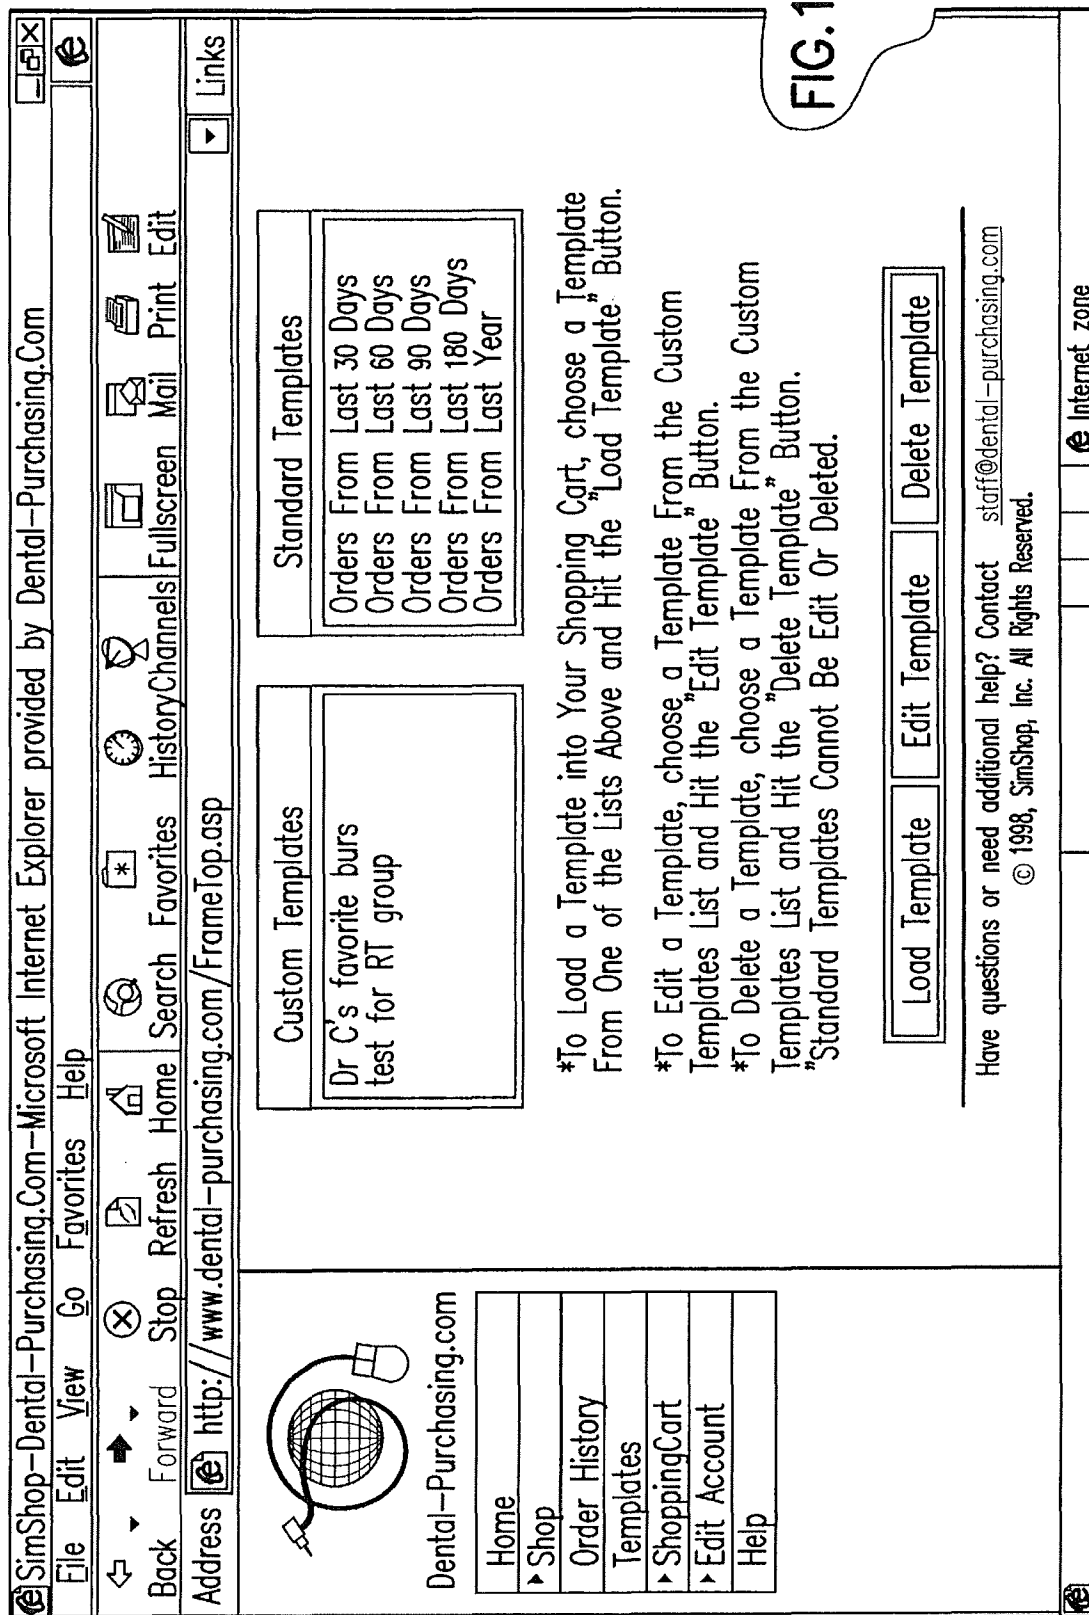 SimShop-Dental-Purchasing.Com-Microsoft Internet Explorer provided by Dental-Purchasing.Com
File Edit View Go Favorites Help
Back Forward Stop Refresh Home Search Favorites History Channels Fullscreen Mail Print Edit
Address http://www.dental-purchasing.com/FrameTop.asp Links
Dental-Purchasing.com
Home
Shop
Order History
Templates
ShoppingCart
Edit Account
Help
Custom Templates
Dr C's favorite burs
test for RT group
Standard Templates
Orders From Last 30 Days
Orders From Last 60 Days
Orders From Last 90 Days
Orders From Last 180 Days
Orders From Last Year
*To Load a Template into Your Shopping Cart, choose a Template
From One of the Lists Above and Hit the "Load Template" Button.
*To Edit a Template, choose a Template From the Custom
Templates List and Hit the "Edit Template" Button.
*To Delete a Template, choose a Template From the Custom
Templates List and Hit the "Delete Template" Button.
"Standard Templates Cannot Be Edit Or Deleted.
Load Template Edit Template Delete Template
Have questions or need additional help? Contact staff@dental-purchasing.com
© 1998, SimShop, Inc. All Rights Reserved.
Internet zone
FIG.1